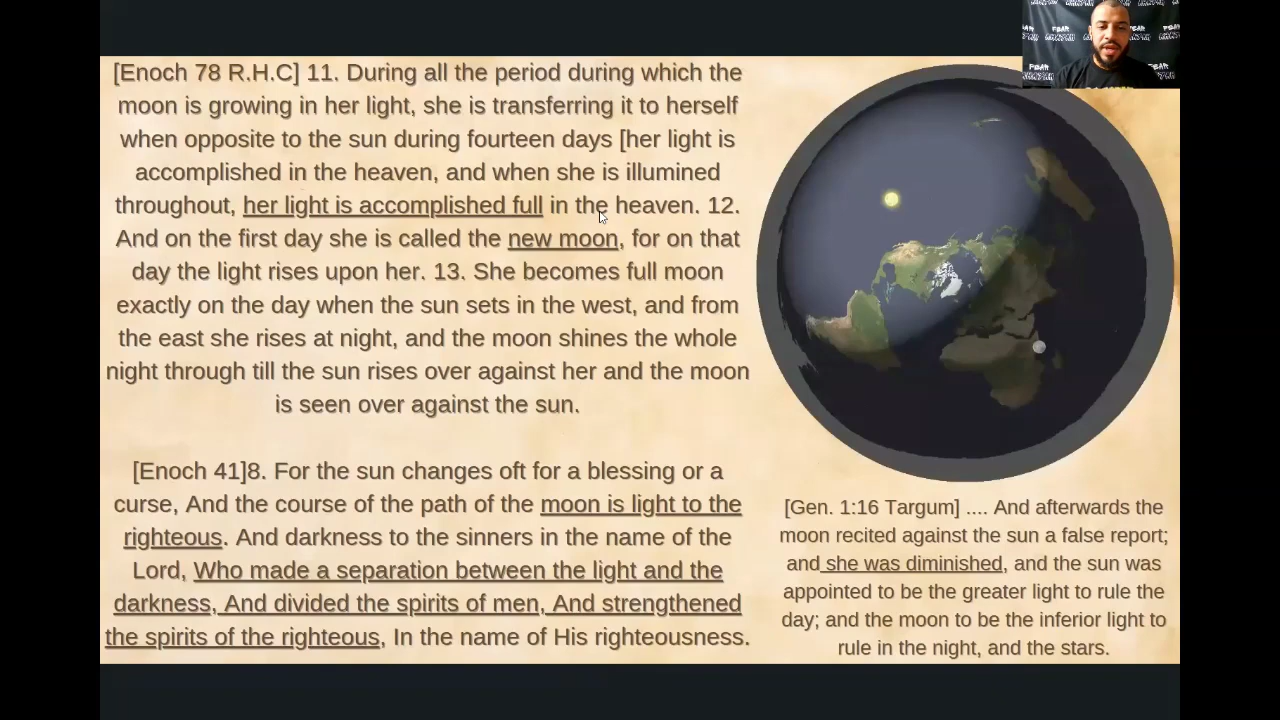 [Enoch 78 R.H.C] 11. During all the period during which the
moon is growing in her light, she is transferring it to herself
when opposite to the sun during fourteen days [her light is
accomplished in the heaven, and when she is illumined
throughout, her light is accomplished full in the heaven. 12.
And on the first day she is called the new moon, for on that
day the light rises upon her. 13. She becomes full moon
exactly on the day when the sun sets in the west, and from
the east she rises at night, and the moon shines the whole
night through till the sun rises over against her and the moon
is seen over against the sun.
[Enoch 41]8. For the sun changes oft for a blessing or a
curse, And the course of the path of the moon is light to the
righteous. And darkness to the sinners in the name of the
Lord, Who made a separation between the light and the
darkness, And divided the spirits of men, And strengthened
the spirits of the righteous, In the name of His righteousness.
[Gen. 1:16 Targum] .... And afterwards the
moon recited against the sun a false report;
and she was diminished, and the sun was
appointed to be the greater light to rule the
day; and the moon to be the inferior light to
rule in the night, and the stars.